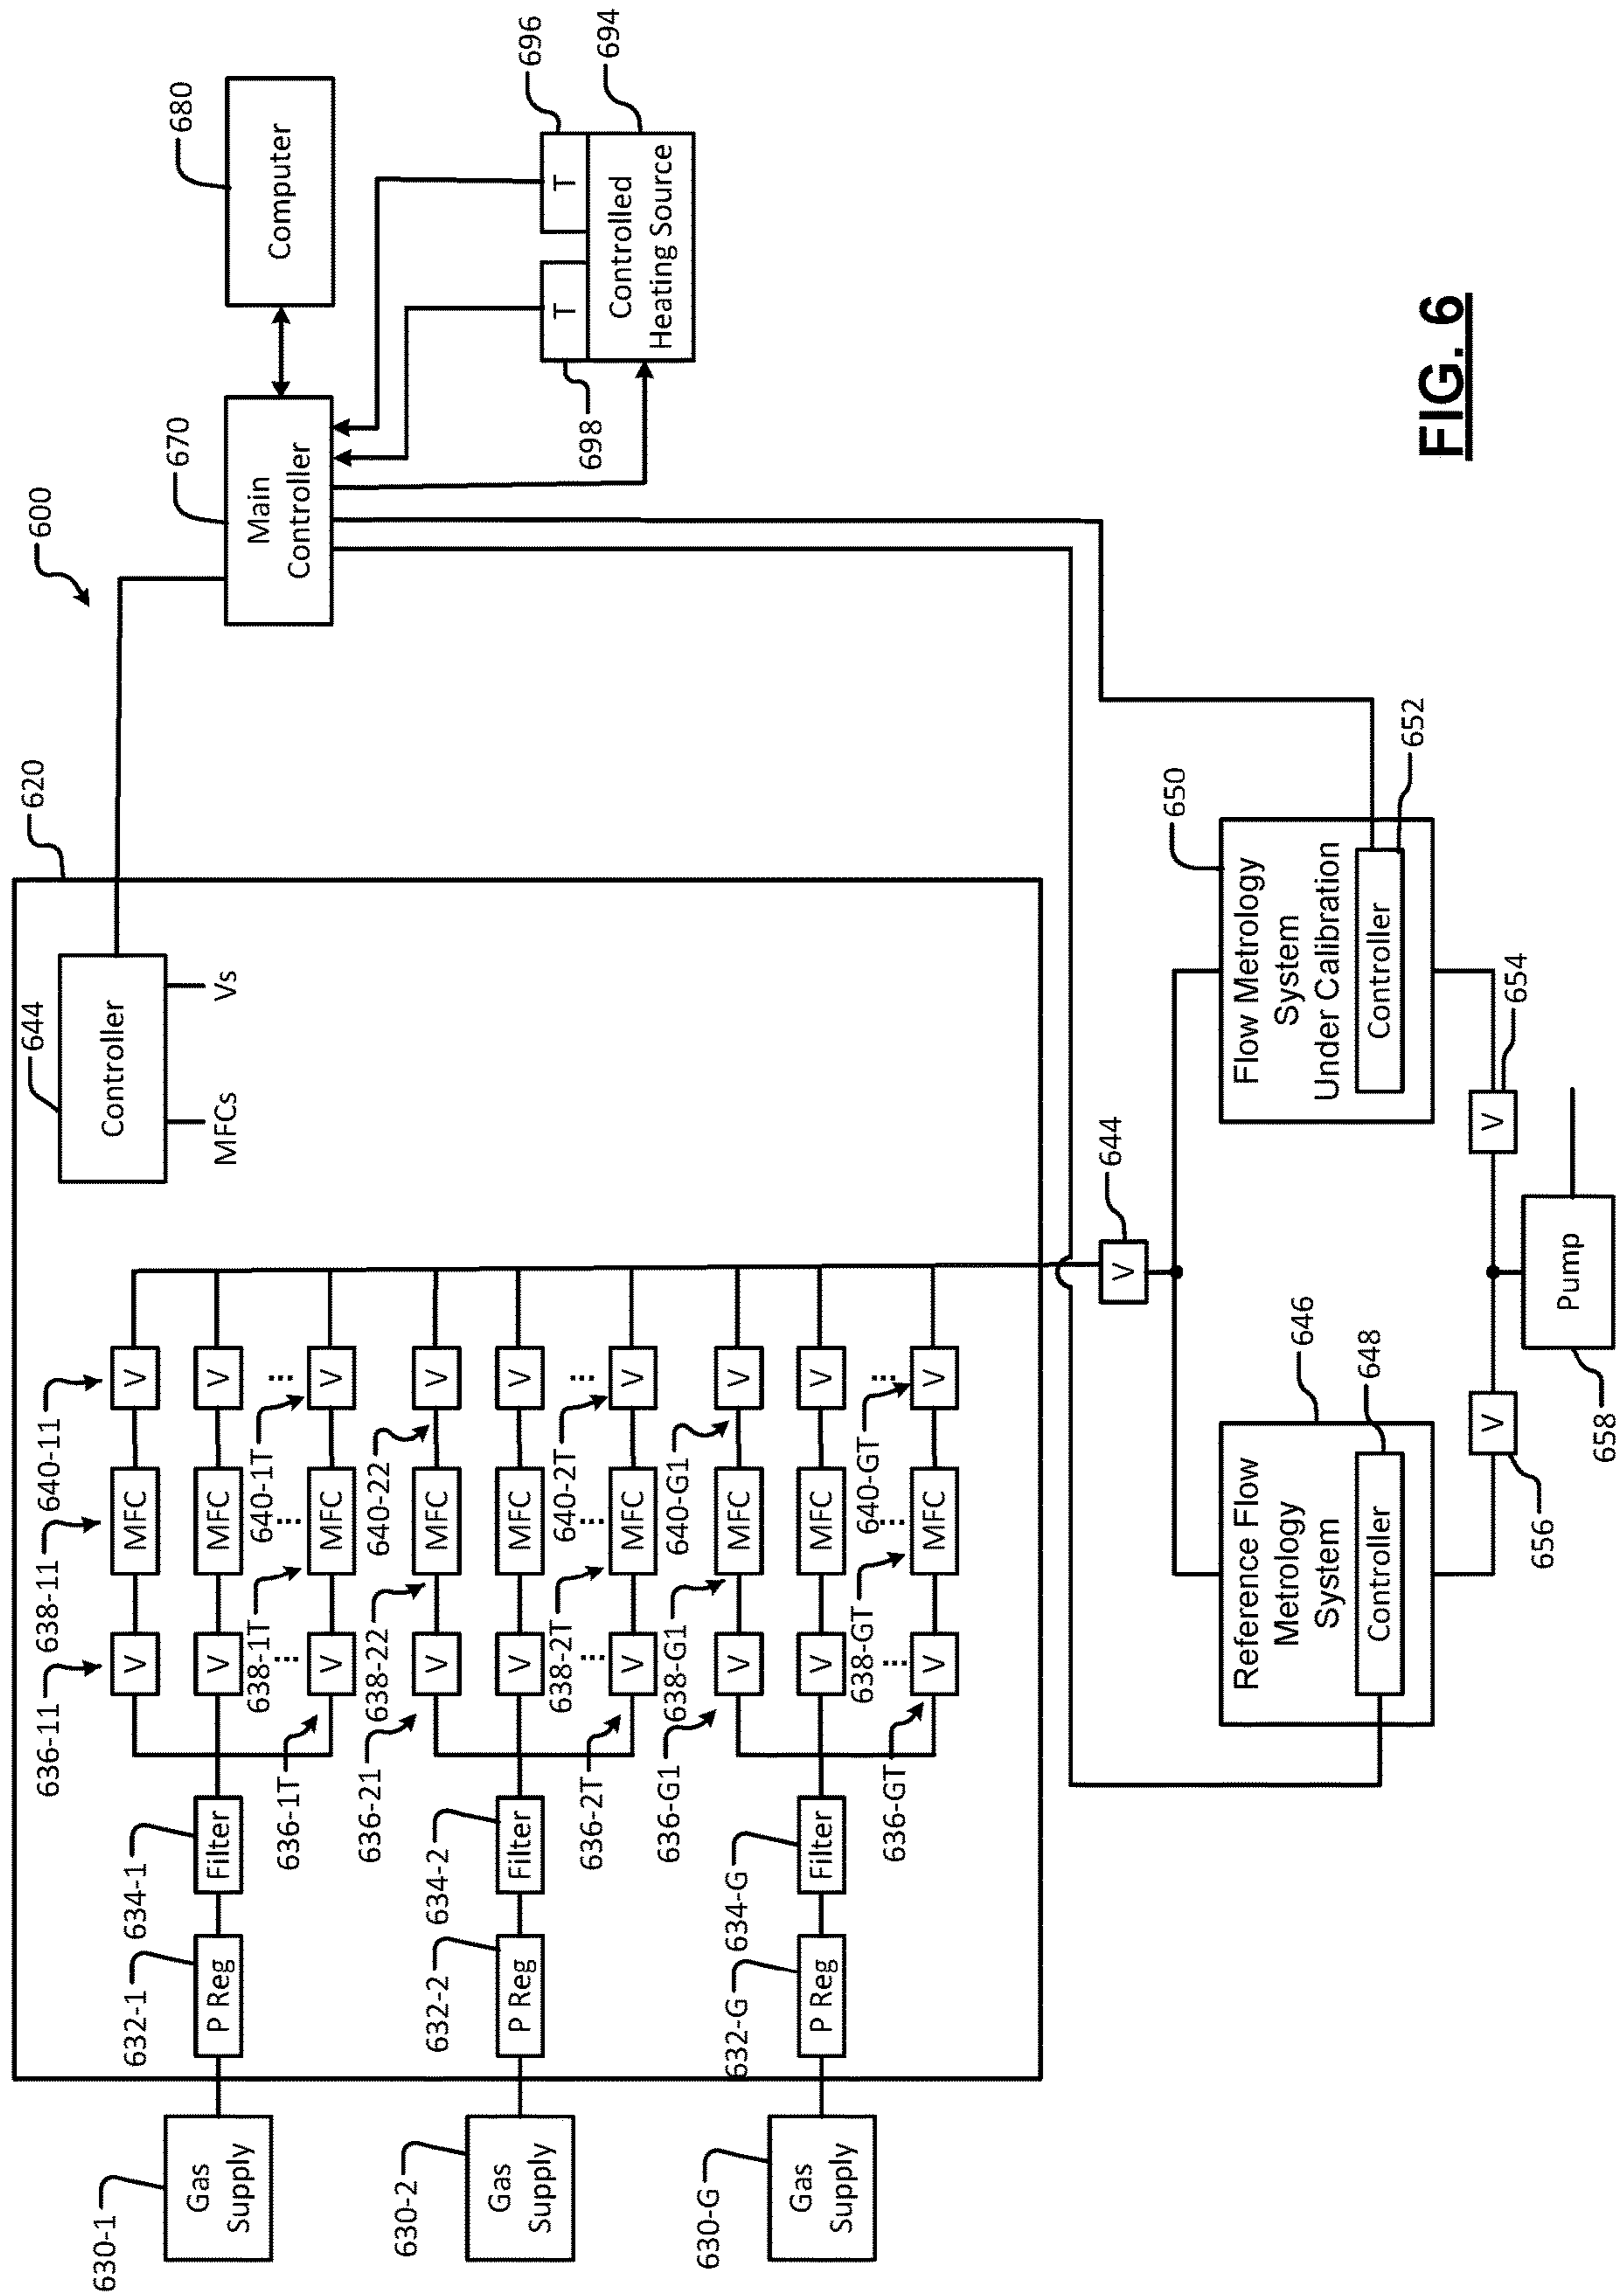 600
620
644
Controller
MFCs
Vs
670
Main
Controller
680
Computer
696
T
698
T
694
Controlled
Heating Source
630-1
Gas
Supply
632-1
P Reg
634-1
Filter
636-11
V
638-11
MFC
640-11
V
V
MFC
V
...
...
...
636-1T
V
638-1T
MFC
640-1T
V
630-2
Gas
Supply
632-2
P Reg
634-2
Filter
636-21
V
638-22
MFC
640-22
V
V
MFC
V
...
...
...
636-2T
V
638-2T
MFC
640-2T
V
630-G
Gas
Supply
632-G
P Reg
634-G
Filter
636-G1
V
638-G1
MFC
640-G1
V
V
MFC
V
...
...
...
636-GT
V
638-GT
MFC
640-GT
V
644
V
646
Reference Flow
Metrology
System
648
Controller
650
Flow Metrology
System
Under Calibration
652
Controller
656
V
654
V
658
Pump
FIG. 6